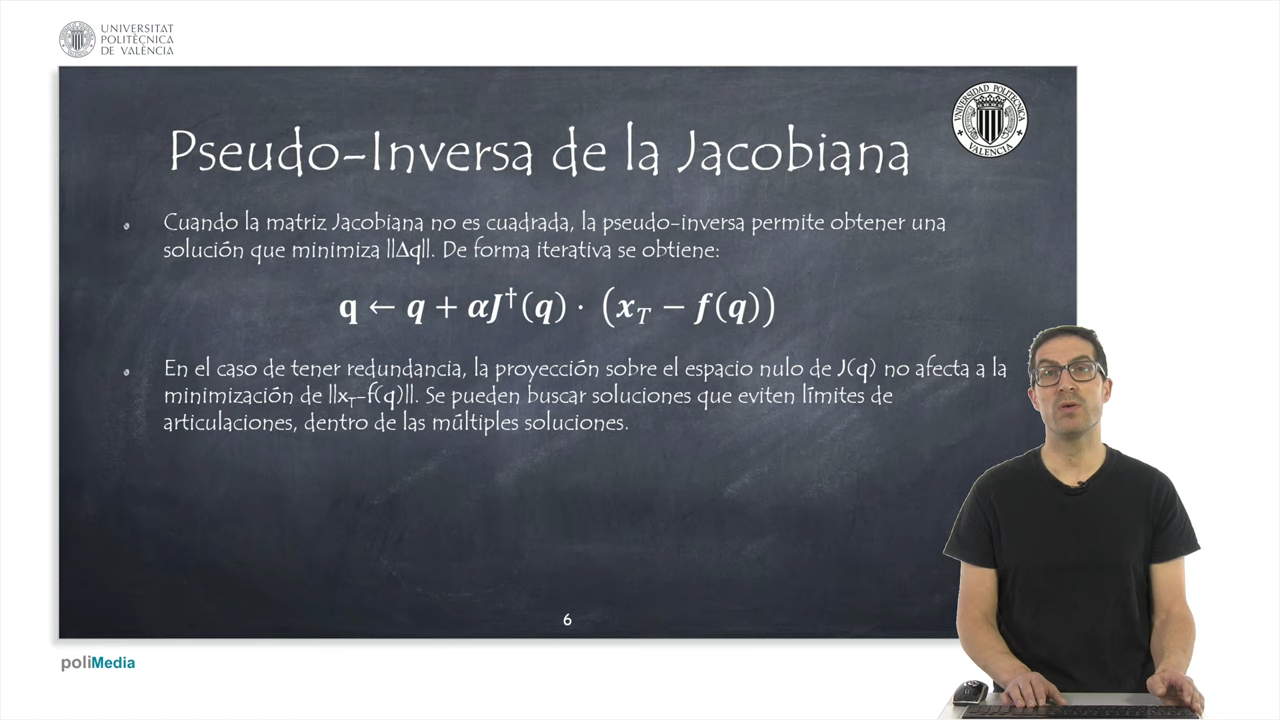 UNIVERSITAT
POLITÈCNICA
DE VALÈNCIA
UNIVERSIDAD POLITECNICA
VALENCIA
Pseudo-Inversa de la Jacobiana
Cuando la matriz Jacobiana no es cuadrada, la pseudo-inversa permite obtener una
solución que minimiza ||Δq||. De forma iterativa se obtiene:
q ← q + αJ†(q) · (x_T − f(q))
En el caso de tener redundancia, la proyección sobre el espacio nulo de J(q) no afecta a la
minimización de ||x_T-f(q)||. Se pueden buscar soluciones que eviten límites de
articulaciones, dentro de las múltiples soluciones.
6
poliMedia